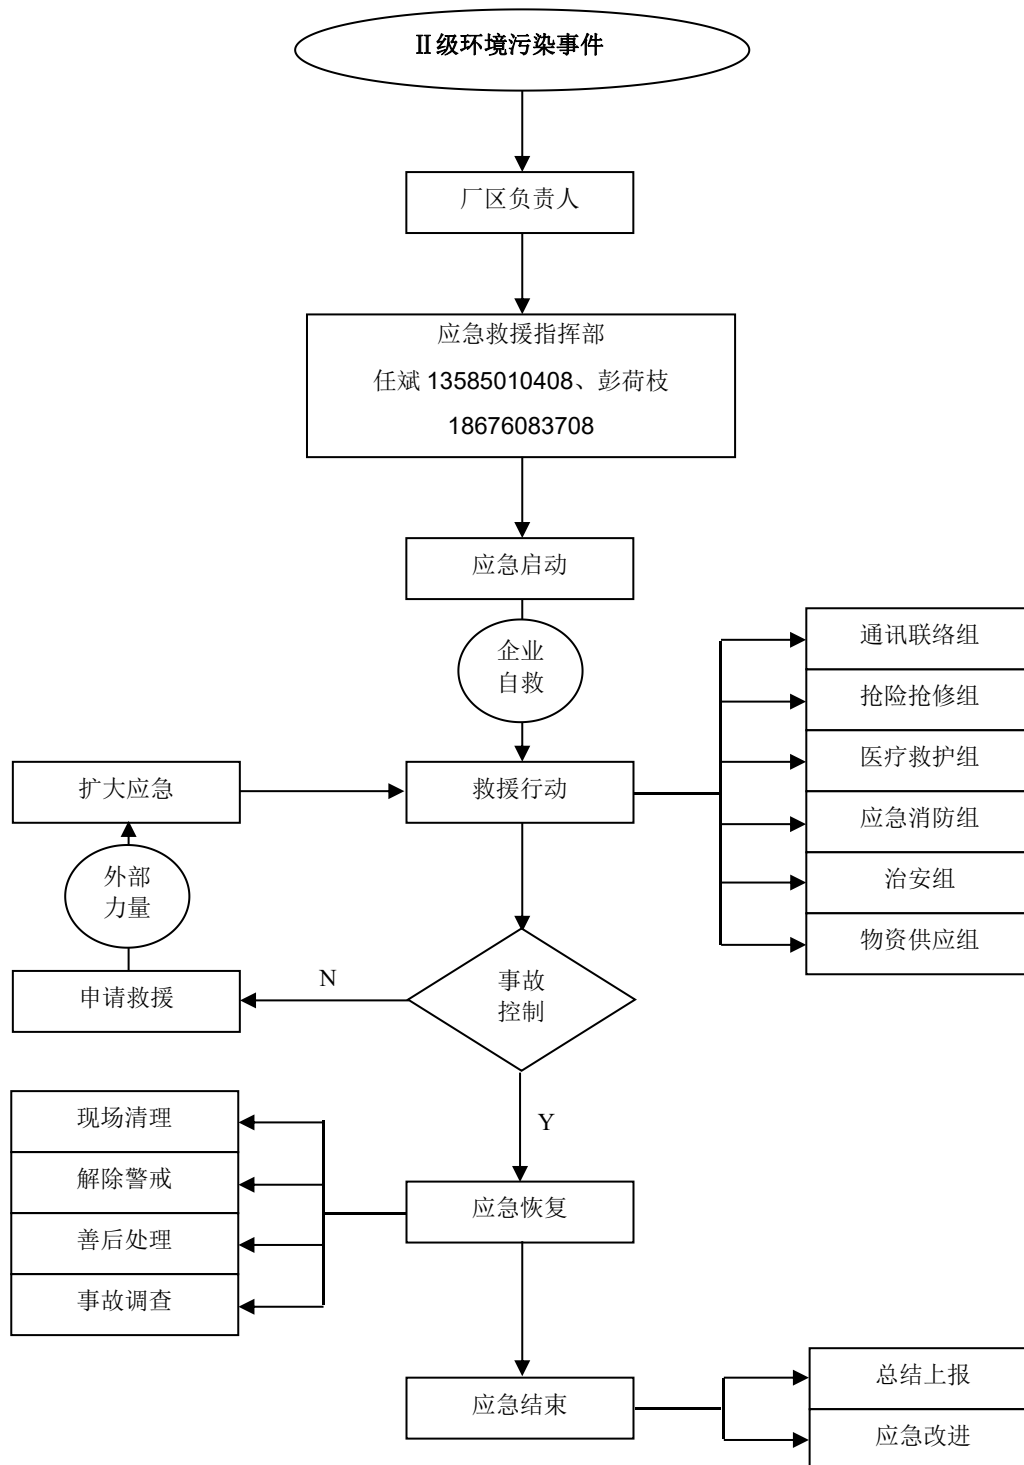 Ⅱ级环境污染事件
厂区负责人
应急救援指挥部
任斌 13585010408、彭荷枝
18676083708
应急启动
企业
自救
通讯联络组
抢险抢修组
医疗救护组
应急消防组
治安组
物资供应组
扩大应急
救援行动
外部
力量
申请救援
N
事故
控制
Y
现场清理
解除警戒
善后处理
事故调查
应急恢复
应急结束
总结上报
应急改进